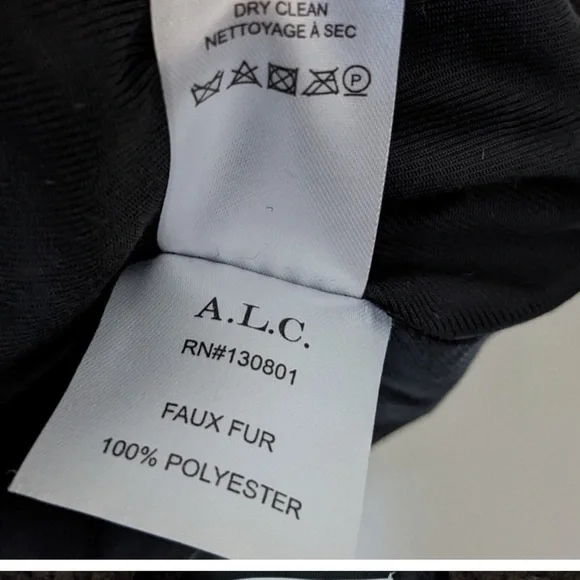 DRY CLEAN
NETTOYAGE À SEC
P
A.L.C.
RN#130801
FAUX FUR
100% POLYESTER